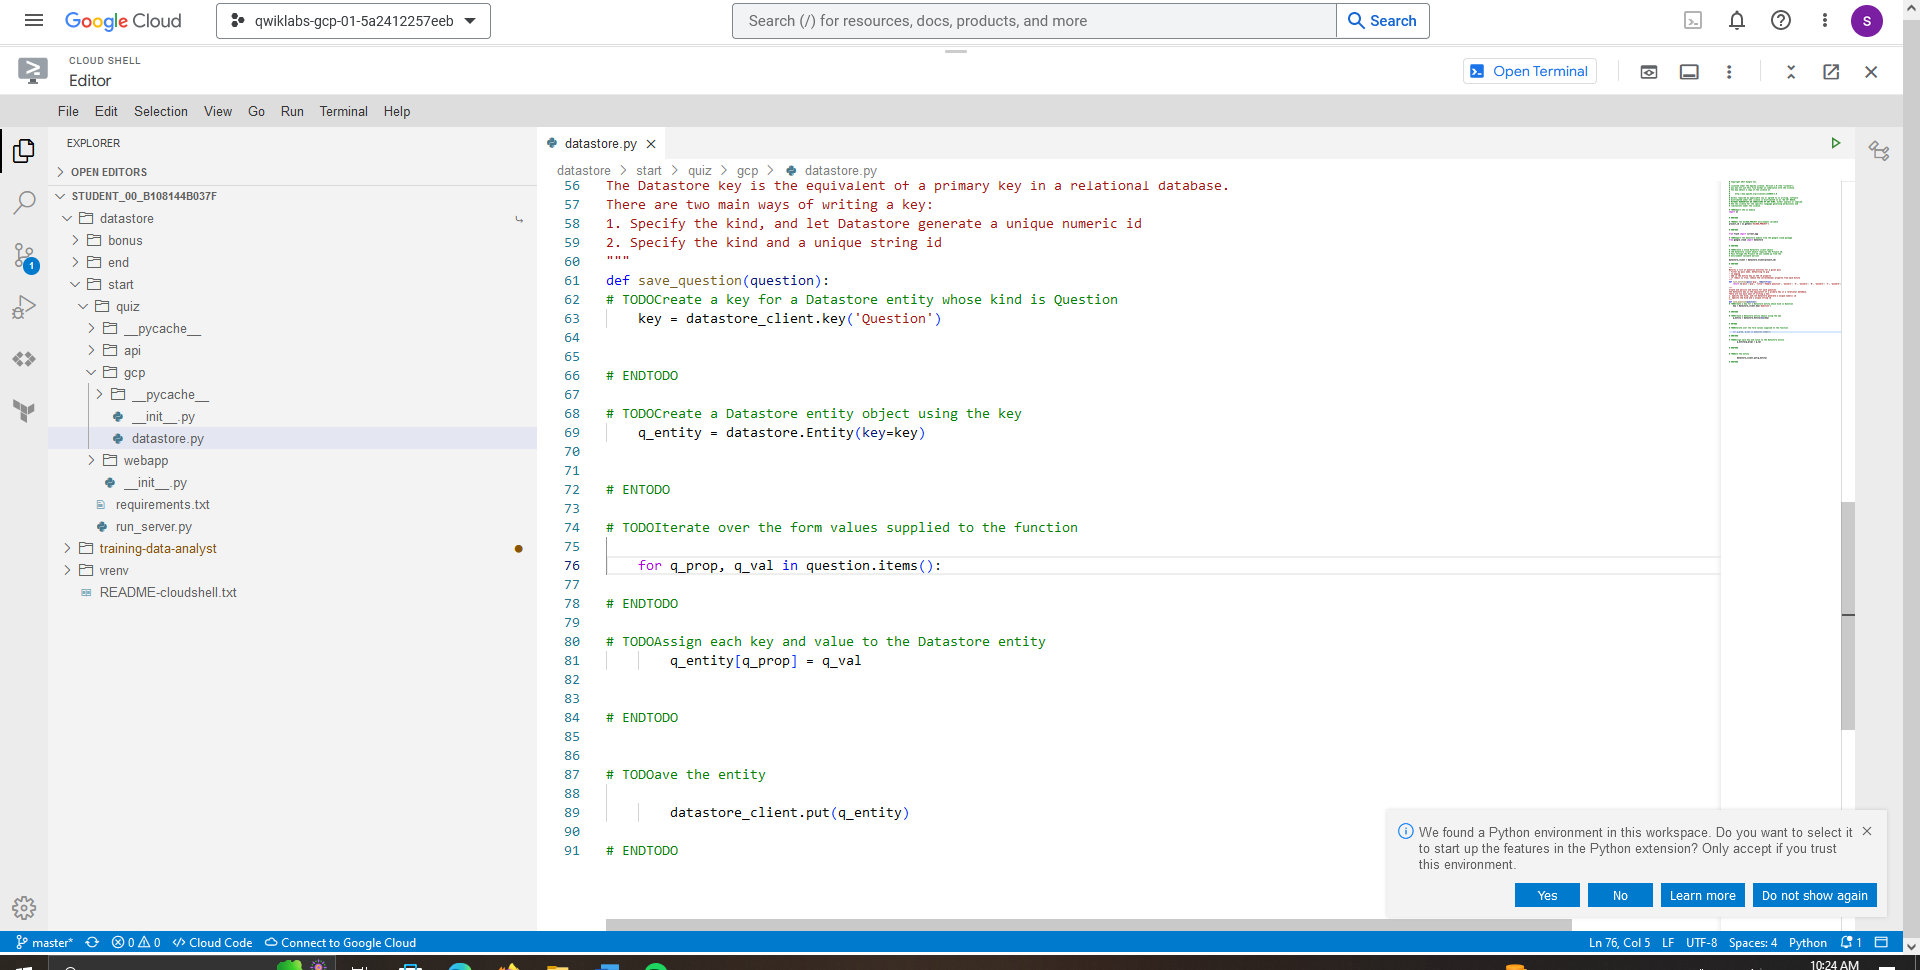 Google Cloud
qwiklabs-gcp-01-5a2412257eeb
Search (/) for resources, docs, products, and more
Search
S
CLOUD SHELL
Editor
Open Terminal
File Edit Selection View Go Run Terminal Help
EXPLORER
OPEN EDITORS
STUDENT_00_B108144B037F
datastore
bonus
end
start
quiz
__pycache__
api
gcp
__pycache__
__init__.py
datastore.py
webapp
__init__.py
requirements.txt
run_server.py
training-data-analyst
vrenv
README-cloudshell.txt
1
datastore.py
datastore > start > quiz > gcp > datastore.py
56 The Datastore key is the equivalent of a primary key in a relational database.
57 There are two main ways of writing a key:
58 1. Specify the kind, and let Datastore generate a unique numeric id
59 2. Specify the kind and a unique string id
60 """
61 def save_question(question):
62 # TODOCreate a key for a Datastore entity whose kind is Question
63 key = datastore_client.key('Question')
64
65
66 # ENDTODO
67
68 # TODOCreate a Datastore entity object using the key
69 q_entity = datastore.Entity(key=key)
70
71
72 # ENTODO
73
74 # TODOIterate over the form values supplied to the function
75
76 for q_prop, q_val in question.items():
77
78 # ENDTODO
79
80 # TODOAssign each key and value to the Datastore entity
81 q_entity[q_prop] = q_val
82
83
84 # ENDTODO
85
86
87 # TODOave the entity
88
89 datastore_client.put(q_entity)
90
91 # ENDTODO
We found a Python environment in this workspace. Do you want to select it
to start up the features in the Python extension? Only accept if you trust
this environment.
Yes No Learn more Do not show again
master* 0 0 Cloud Code Connect to Google Cloud
Ln 76, Col 5 LF UTF-8 Spaces: 4 Python 1
10:24 AM